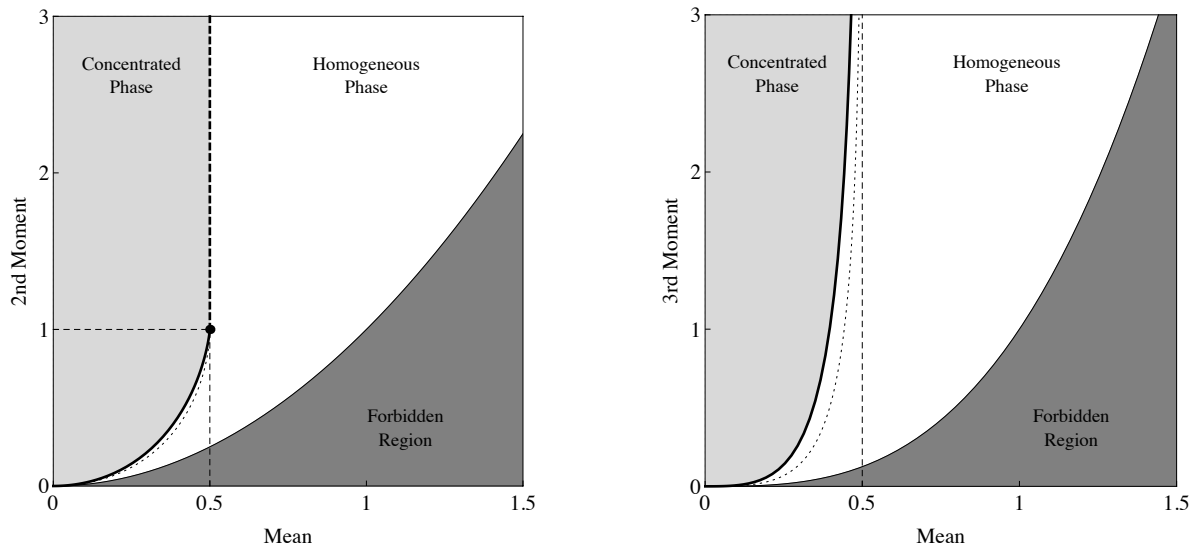 3
Concentrated
Phase
Homogeneous
Phase
2
2nd Moment
1
Forbidden
Region
0
0
0.5
1
1.5
Mean
3
Concentrated
Phase
Homogeneous
Phase
2
3rd Moment
1
Forbidden
Region
0
0
0.5
1
1.5
Mean